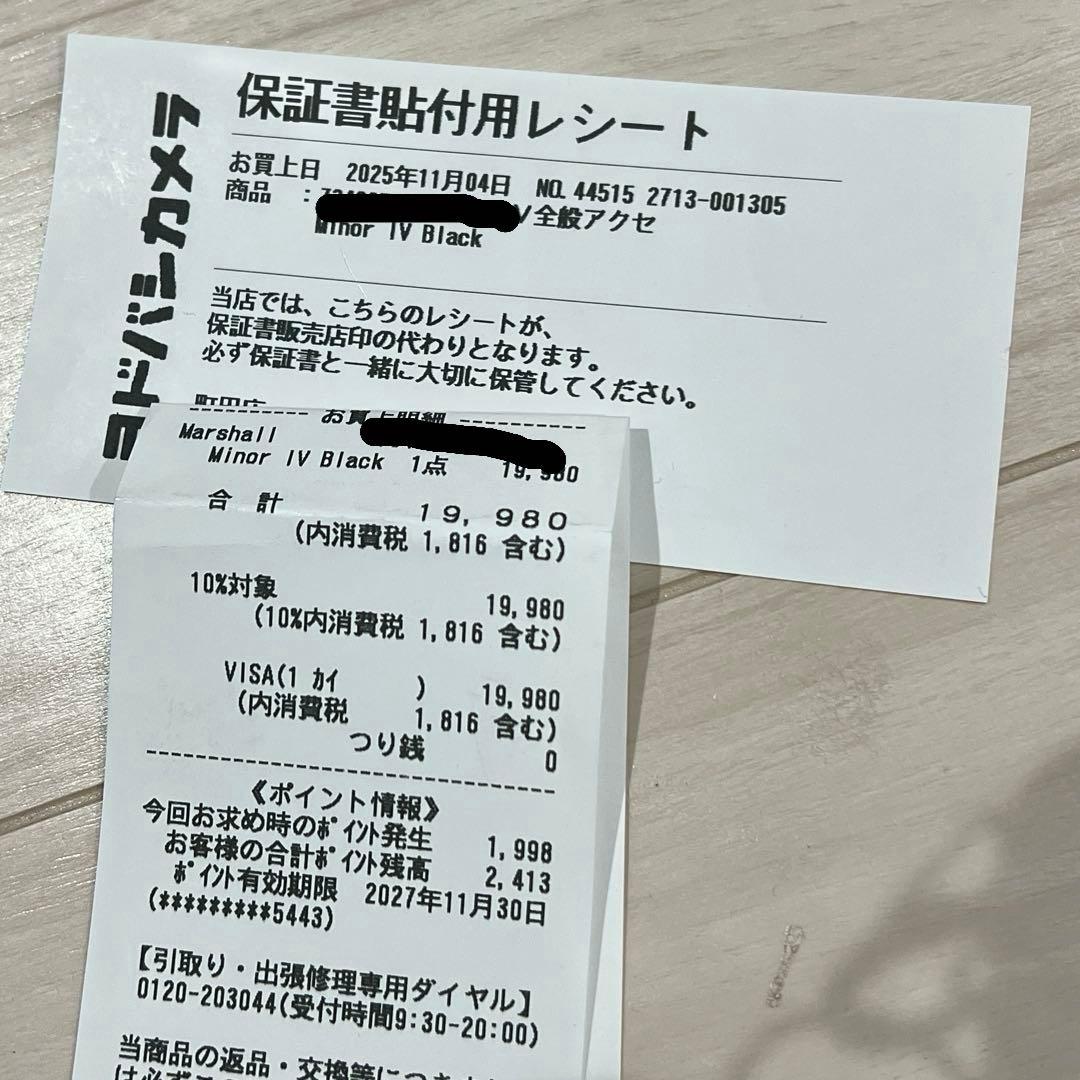 ヨドバシカメラ
保証書貼付用レシート
お買上日 2025年11月04日 NO. 44515 2713-001305
商品 : /全般アクセ
Minor IV Black
当店では、こちらのレシートが、
保証書販売店印の代わりとなります。
必ず保証書と一緒に大切に保管してください。
町田店
お買上明細
Marshall
Minor IV Black 1点 19,980
合 計 19,980
(内消費税 1,816 含む)
10%対象 19,980
(10%内消費税 1,816 含む)
VISA(1 カイ ) 19,980
(内消費税 1,816 含む)
つり銭 0
《ポイント情報》
今回お求め時のポイント発生 1,998
お客様の合計ポイント残高 2,413
ポイント有効期限 2027年11月30日
(*********5443)
【引取り・出張修理専用ダイヤル】
0120-203044(受付時間9:30-20:00)
当商品の返品・交換等につきま
は必ずこの